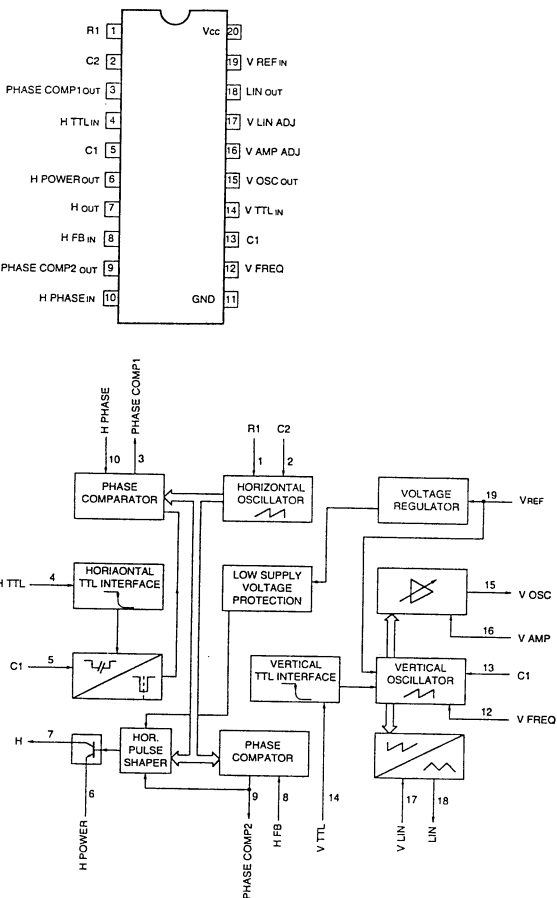 R1 1
Vcc 20
C2 2
19 V REF IN
PHASE COMP1 OUT 3
18 LIN OUT
H TTL IN 4
17 V LIN ADJ
C1 5
16 V AMP ADJ
H POWER OUT 6
15 V OSC OUT
H OUT 7
14 V TTL IN
H FB IN 8
13 C1
PHASE COMP2 OUT 9
12 V FREQ
H PHASE IN 10
GND 11
H PHASE
PHASE COMP1
10
3
R1
C2
1
2
PHASE
COMPARATOR
HORIZONTAL
OSCILLATOR
VOLTAGE
REGULATOR
19
VREF
H TTL
4
HORIAONTAL
TTL INTERFACE
LOW SUPPLY
VOLTAGE
PROTECTION
15
V OSC
16
V AMP
C1
5
VERTICAL
TTL INTERFACE
VERTICAL
OSCILLATOR
13
C1
12
V FREQ
H
7
HOR.
PULSE
SHAPER
PHASE
COMPATOR
6
9
8
14
17
18
H POWER
PHASE COMP2
H FB
V TTL
V LIN
LIN